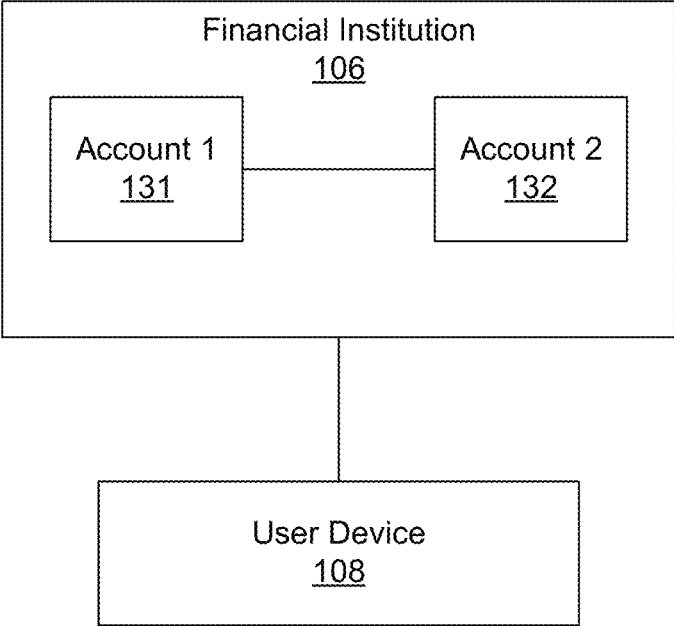 Financial Institution
106
Account 1
131
Account 2
132
User Device
108